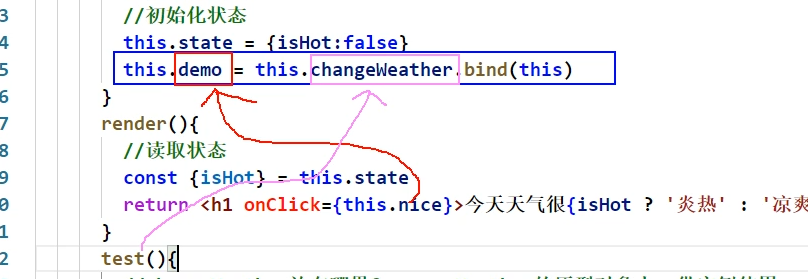 3 //初始化状态
4 this.state = {isHot:false}
5 this.demo = this.changeWeather.bind(this)
6 }
7 render(){
8 //读取状态
9 const {isHot} = this.state
0 return <h1 onClick={this.nice}>今天天气很{isHot ? '炎热' : '凉爽
1 }
2 test(){